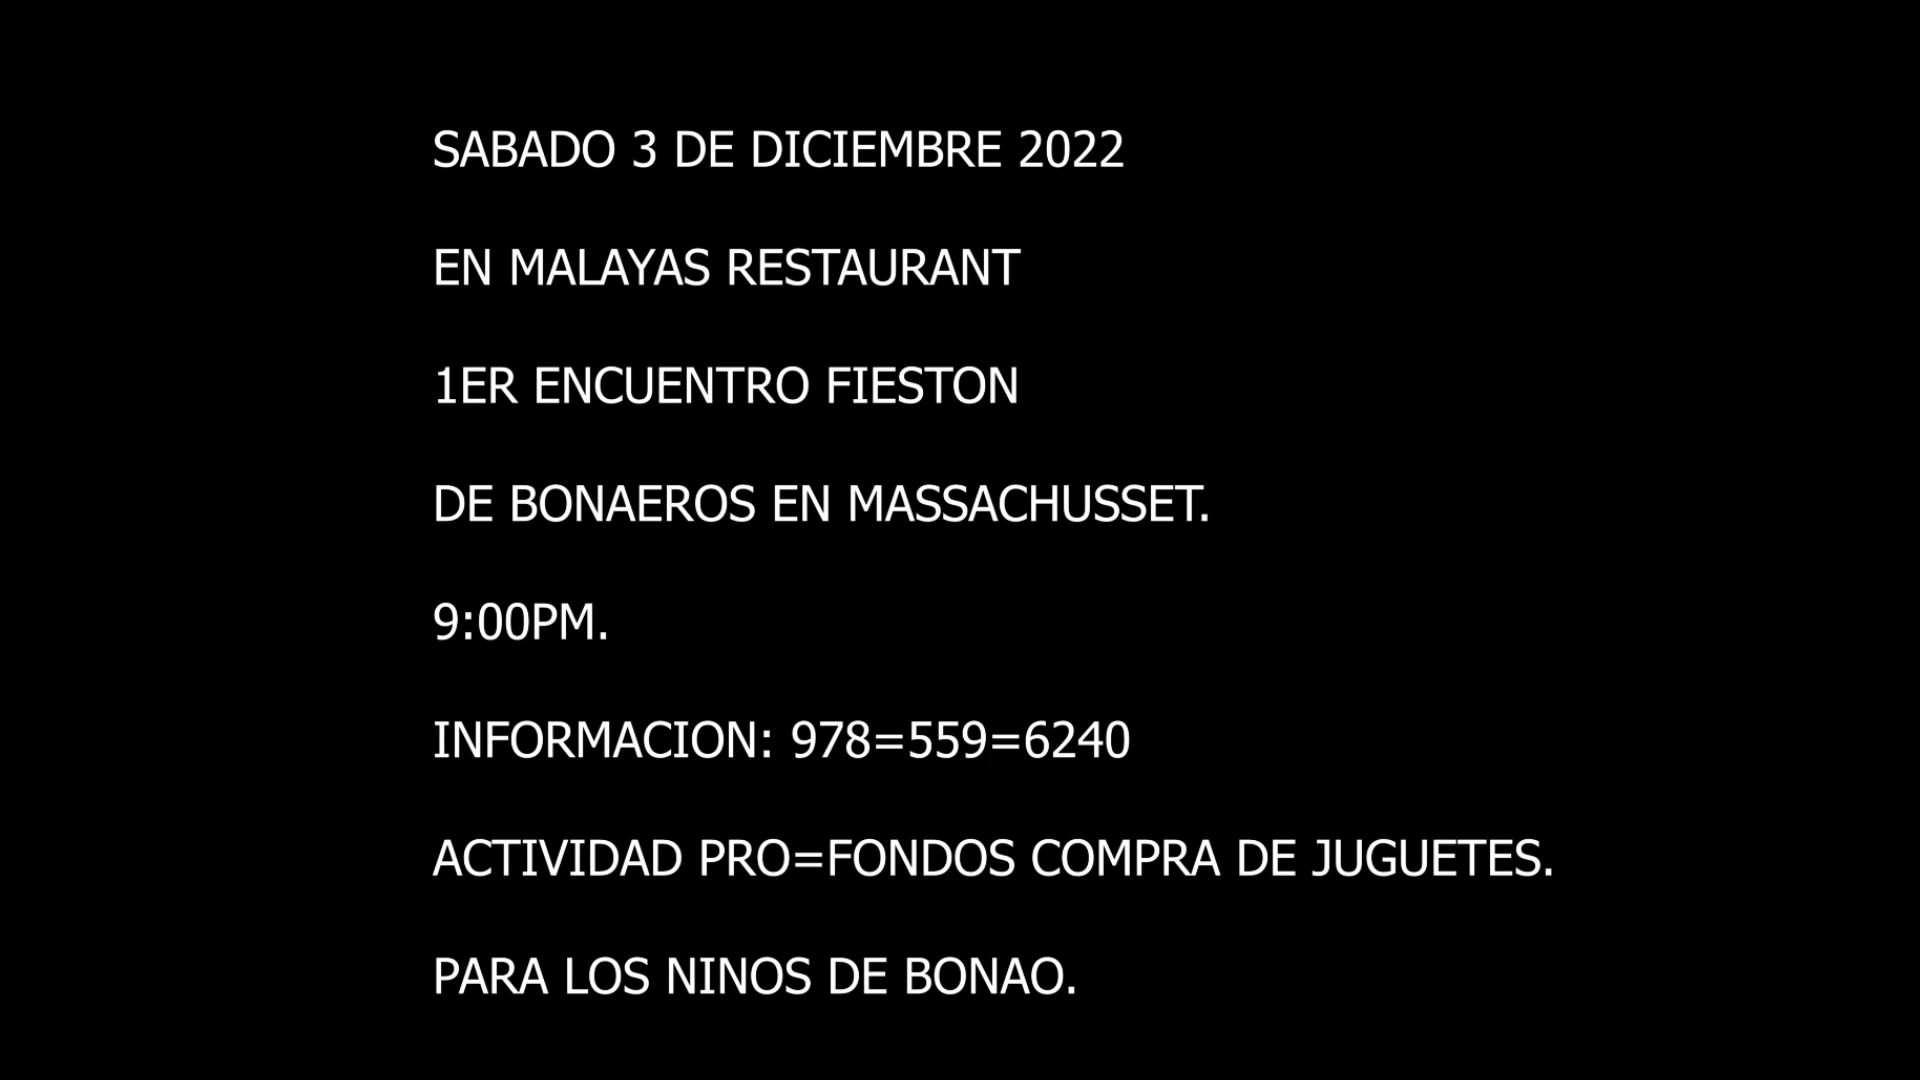 SABADO 3 DE DICIEMBRE 2022
EN MALAYAS RESTAURANT
1ER ENCUENTRO FIESTON
DE BONAEROS EN MASSACHUSSET.
9:00PM.
INFORMACION: 978=559=6240
ACTIVIDAD PRO=FONDOS COMPRA DE JUGUETES.
PARA LOS NINOS DE BONAO.